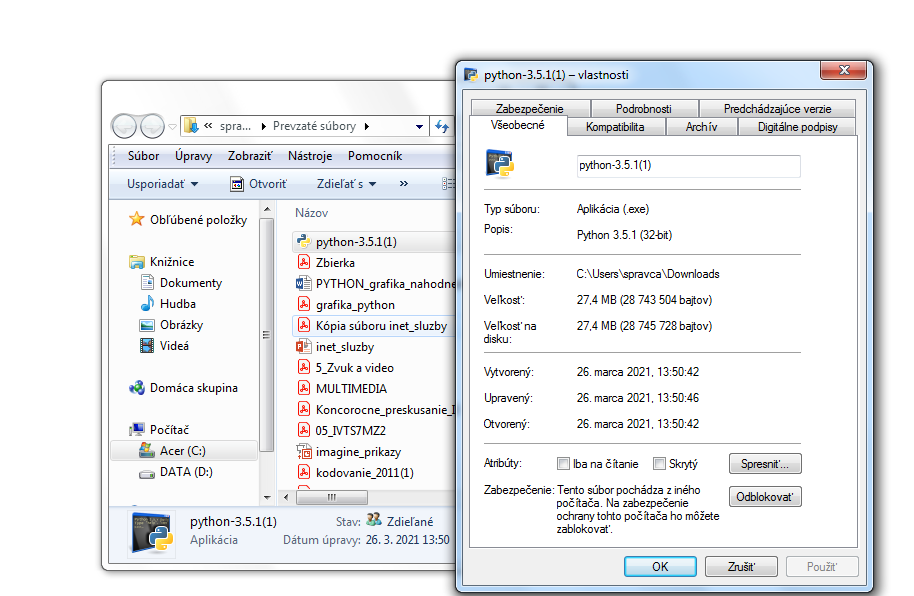 spra...
Prevzaté súbory
Súbor Úpravy Zobraziť Nástroje Pomocník
Usporiadať Otvoriť Zdieľať s »
Obľúbené položky
Knižnice
Dokumenty
Hudba
Obrázky
Videá
Domáca skupina
Počítač
Acer (C:)
DATA (D:)
Názov
python-3.5.1(1)
Zbierka
PYTHON_grafika_nahodne
grafika_python
Kópia súboru inet_sluzby
inet_sluzby
5_Zvuk a video
MULTIMEDIA
Koncorocne_preskusanie_I
05_IVTS7MZ2
imagine_prikazy
kodovanie_2011(1)
python-3.5.1(1) Stav: Zdieľané
Aplikácia Dátum úpravy: 26. 3. 2021 13:50
python-3.5.1(1) – vlastnosti
Zabezpečenie Podrobnosti Predchádzajúce verzie
Všeobecné Kompatibilita Archív Digitálne podpisy
python-3.5.1(1)
Typ súboru: Aplikácia (.exe)
Popis: Python 3.5.1 (32-bit)
Umiestnenie: C:\Users\spravca\Downloads
Veľkosť: 27,4 MB (28 743 504 bajtov)
Veľkosť na disku: 27,4 MB (28 745 728 bajtov)
Vytvorený: 26. marca 2021, 13:50:42
Upravený: 26. marca 2021, 13:50:46
Otvorený: 26. marca 2021, 13:50:42
Atribúty: Iba na čítanie Skrytý Spresniť...
Zabezpečenie: Tento súbor pochádza z iného
počítača. Na zabezpečenie
ochrany tohto počítača ho môžete
zablokovať.
Odblokovať
OK Zrušiť Použiť